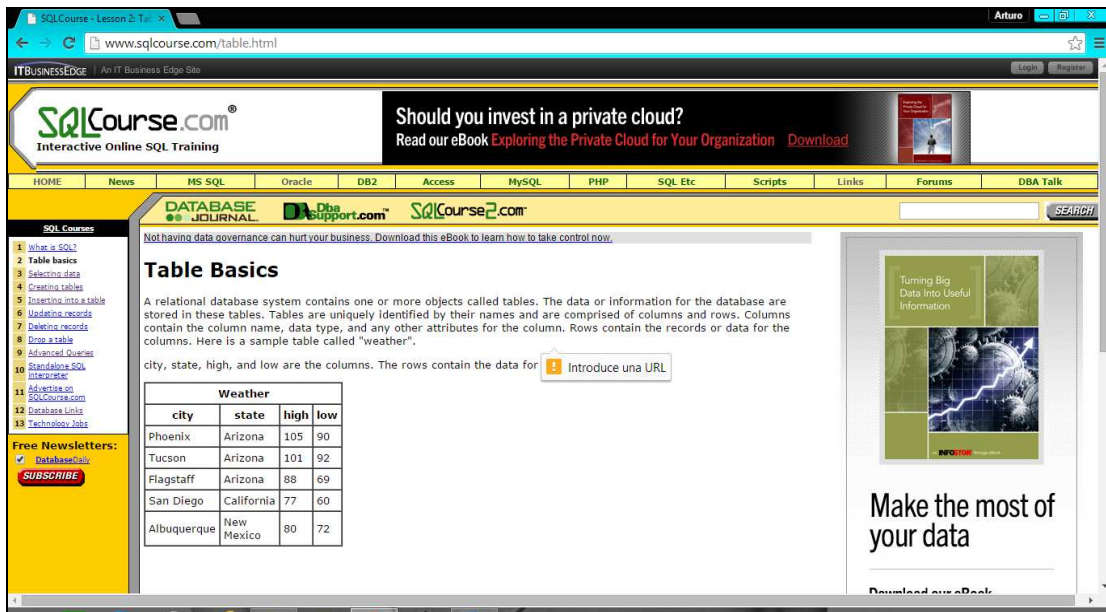 SQLCourse - Lesson 2: Tab
Arturo
www.sqlcourse.com/table.html
ITBUSINESSEDGE | An IT Business Edge Site
Login
Register
SQLCourse.com®
Interactive Online SQL Training
Should you invest in a private cloud?
Read our eBook Exploring the Private Cloud for Your Organization Download
HOME
News
MS SQL
Oracle
DB2
Access
MySQL
PHP
SQL Etc
Scripts
Links
Forums
DBA Talk
DATABASE JOURNAL
DBASupport.com™
SQLCourse2.com
SEARCH
SQL Courses
1 What is SQL?
2 Table basics
3 Selecting data
4 Creating tables
5 Inserting into a table
6 Updating records
7 Deleting records
8 Drop a table
9 Advanced Queries
10 Standalone SQL
interpreter
11 Advertise on
SQLCourse.com
12 Database Links
13 Technology Jobs
Free Newsletters:
DatabaseDaily
SUBSCRIBE
Not having data governance can hurt your business. Download this eBook to learn how to take control now.
Table Basics
A relational database system contains one or more objects called tables. The data or information for the database are
stored in these tables. Tables are uniquely identified by their names and are comprised of columns and rows. Columns
contain the column name, data type, and any other attributes for the column. Rows contain the records or data for the
columns. Here is a sample table called "weather".
city, state, high, and low are the columns. The rows contain the data for
! Introduce una URL
Weather
city state high low
Phoenix Arizona 105 90
Tucson Arizona 101 92
Flagstaff Arizona 88 69
San Diego California 77 60
Albuquerque New Mexico 80 72
Turning Big
Data Into Useful
Information
an INFOSTOR Storage eBook
Make the most of
your data
Download our eBook